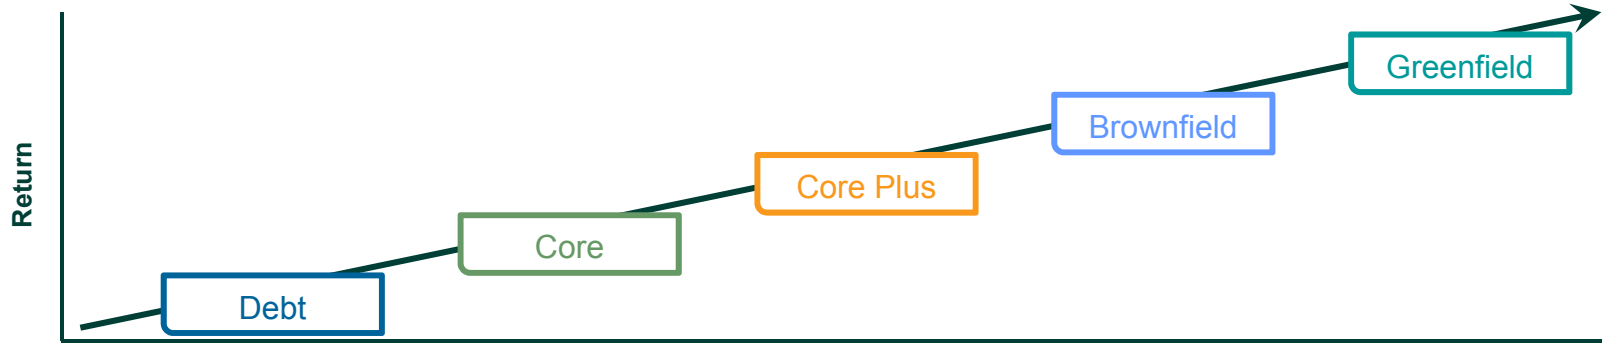 Greenfield
Brownfield
Core Plus
Core
Debt
Return